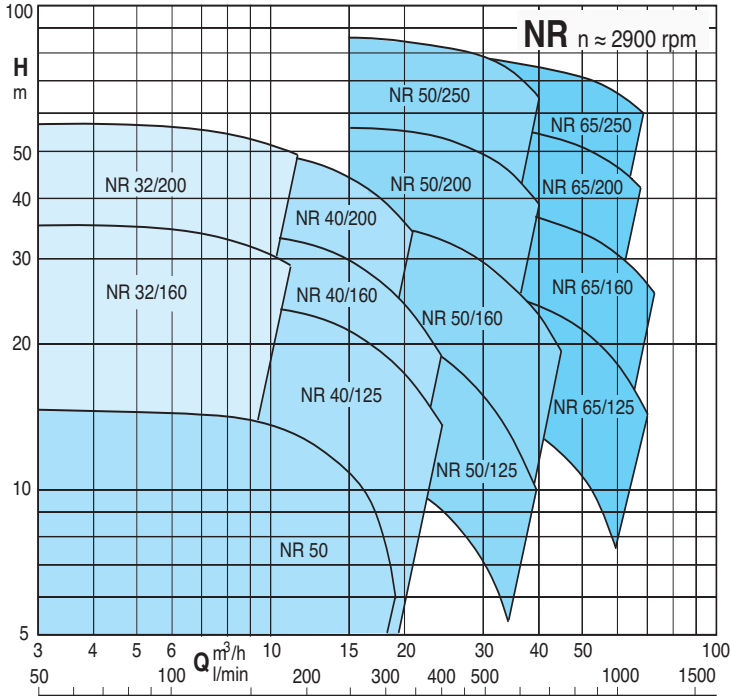 100
NR n ≈ 2900 rpm
H
m
NR 50/250
NR 65/250
50
NR 32/200
NR 50/200
NR 65/200
40
NR 40/200
30
NR 32/160
NR 40/160
NR 65/160
NR 50/160
20
NR 40/125
NR 65/125
NR 50/125
10
NR 50
5
3 4 5 6 10 15 20 30 40 50 100
Q m³/h
l/min
50 100 200 300 400 500 1000 1500